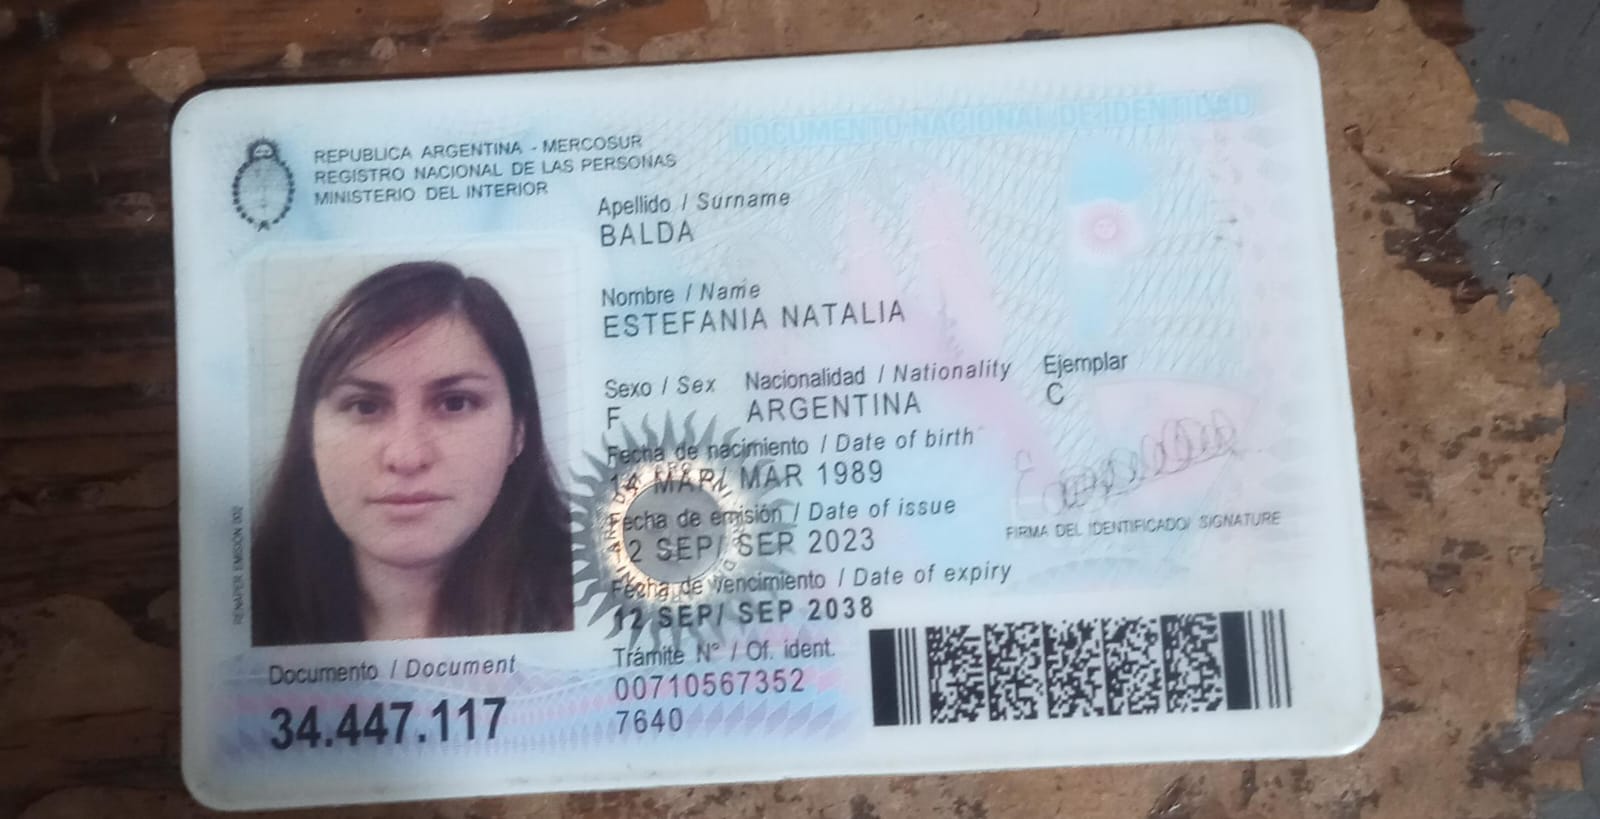 REPUBLICA ARGENTINA - MERCOSUR
REGISTRO NACIONAL DE LAS PERSONAS
MINISTERIO DEL INTERIOR
DOCUMENTO NACIONAL DE IDENTIDAD
Apellido / Surname
BALDA
Nombre / Name
ESTEFANIA NATALIA
Sexo / Sex Nacionalidad / Nationality Ejemplar
F ARGENTINA C
Fecha de nacimiento / Date of birth
14 MAR/ MAR 1989
Fecha de emisión / Date of issue
2 SEP/ SEP 2023
FIRMA DEL IDENTIFICADO/ SIGNATURE
Fecha de vencimiento / Date of expiry
12 SEP/ SEP 2038
Trámite N° / Of. ident.
00710567352
7640
Documento / Document
34.447.117
RENAPER EMISION 002